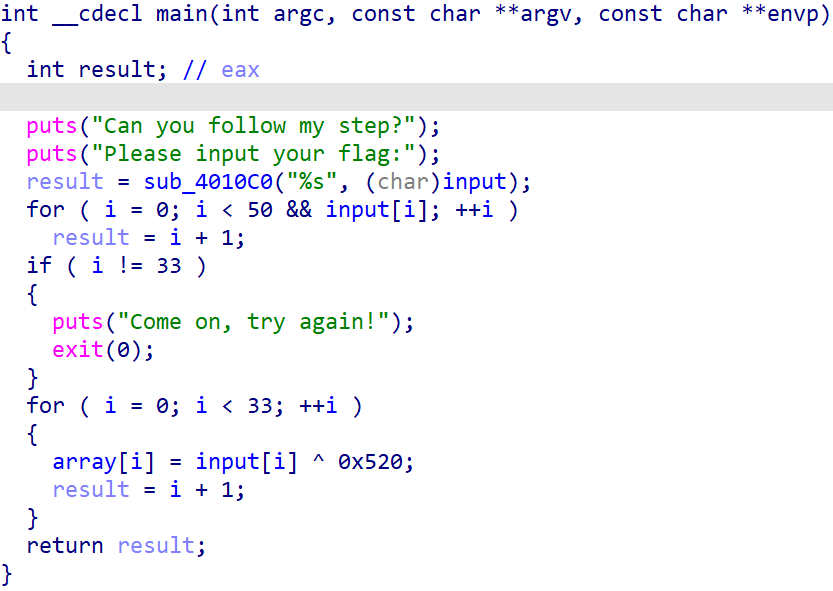 int __cdecl main(int argc, const char **argv, const char **envp)
{
  int result; // eax

  puts("Can you follow my step?");
  puts("Please input your flag:");
  result = sub_4010C0("%s", (char)input);
  for ( i = 0; i < 50 && input[i]; ++i )
    result = i + 1;
  if ( i != 33 )
  {
    puts("Come on, try again!");
    exit(0);
  }
  for ( i = 0; i < 33; ++i )
  {
    array[i] = input[i] ^ 0x520;
    result = i + 1;
  }
  return result;
}